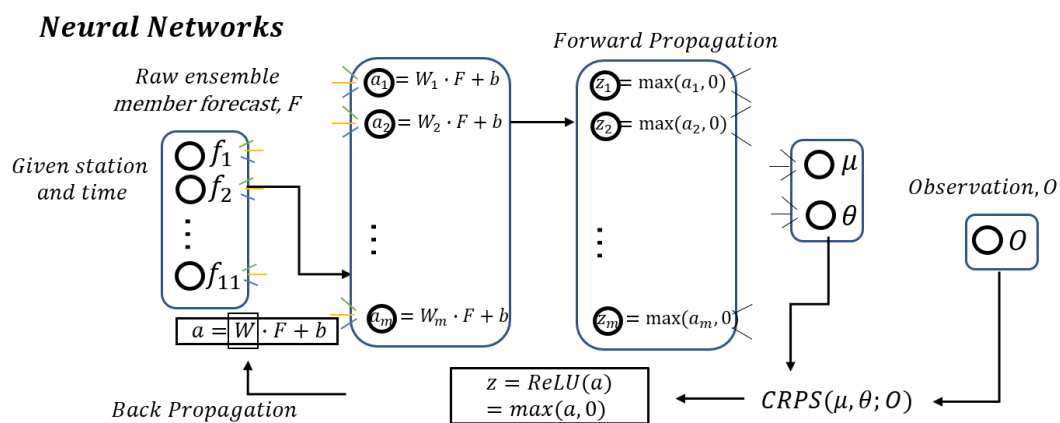 Neural Networks
Raw ensemble
member forecast, F
Given station
and time
f₁
f₂
⋮
f₁₁
a = W · F + b
Back Propagation
a₁ = W₁ · F + b
a₂ = W₂ · F + b
⋮
aₘ = Wₘ · F + b
Forward Propagation
z₁ = max(a₁, 0)
z₂ = max(a₂, 0)
⋮
zₘ = max(aₘ, 0)
z = ReLU(a)
= max(a, 0)
μ
θ
Observation, O
O
CRPS(μ, θ; O)